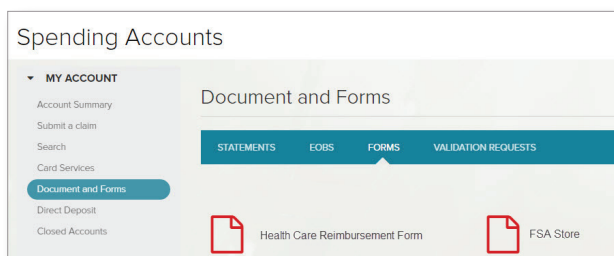 Spending Accounts
MY ACCOUNT
Account Summary
Submit a claim
Search
Card Services
Document and Forms
Direct Deposit
Closed Accounts
Document and Forms
STATEMENTS EOBS FORMS VALIDATION REQUESTS
Health Care Reimbursement Form FSA Store